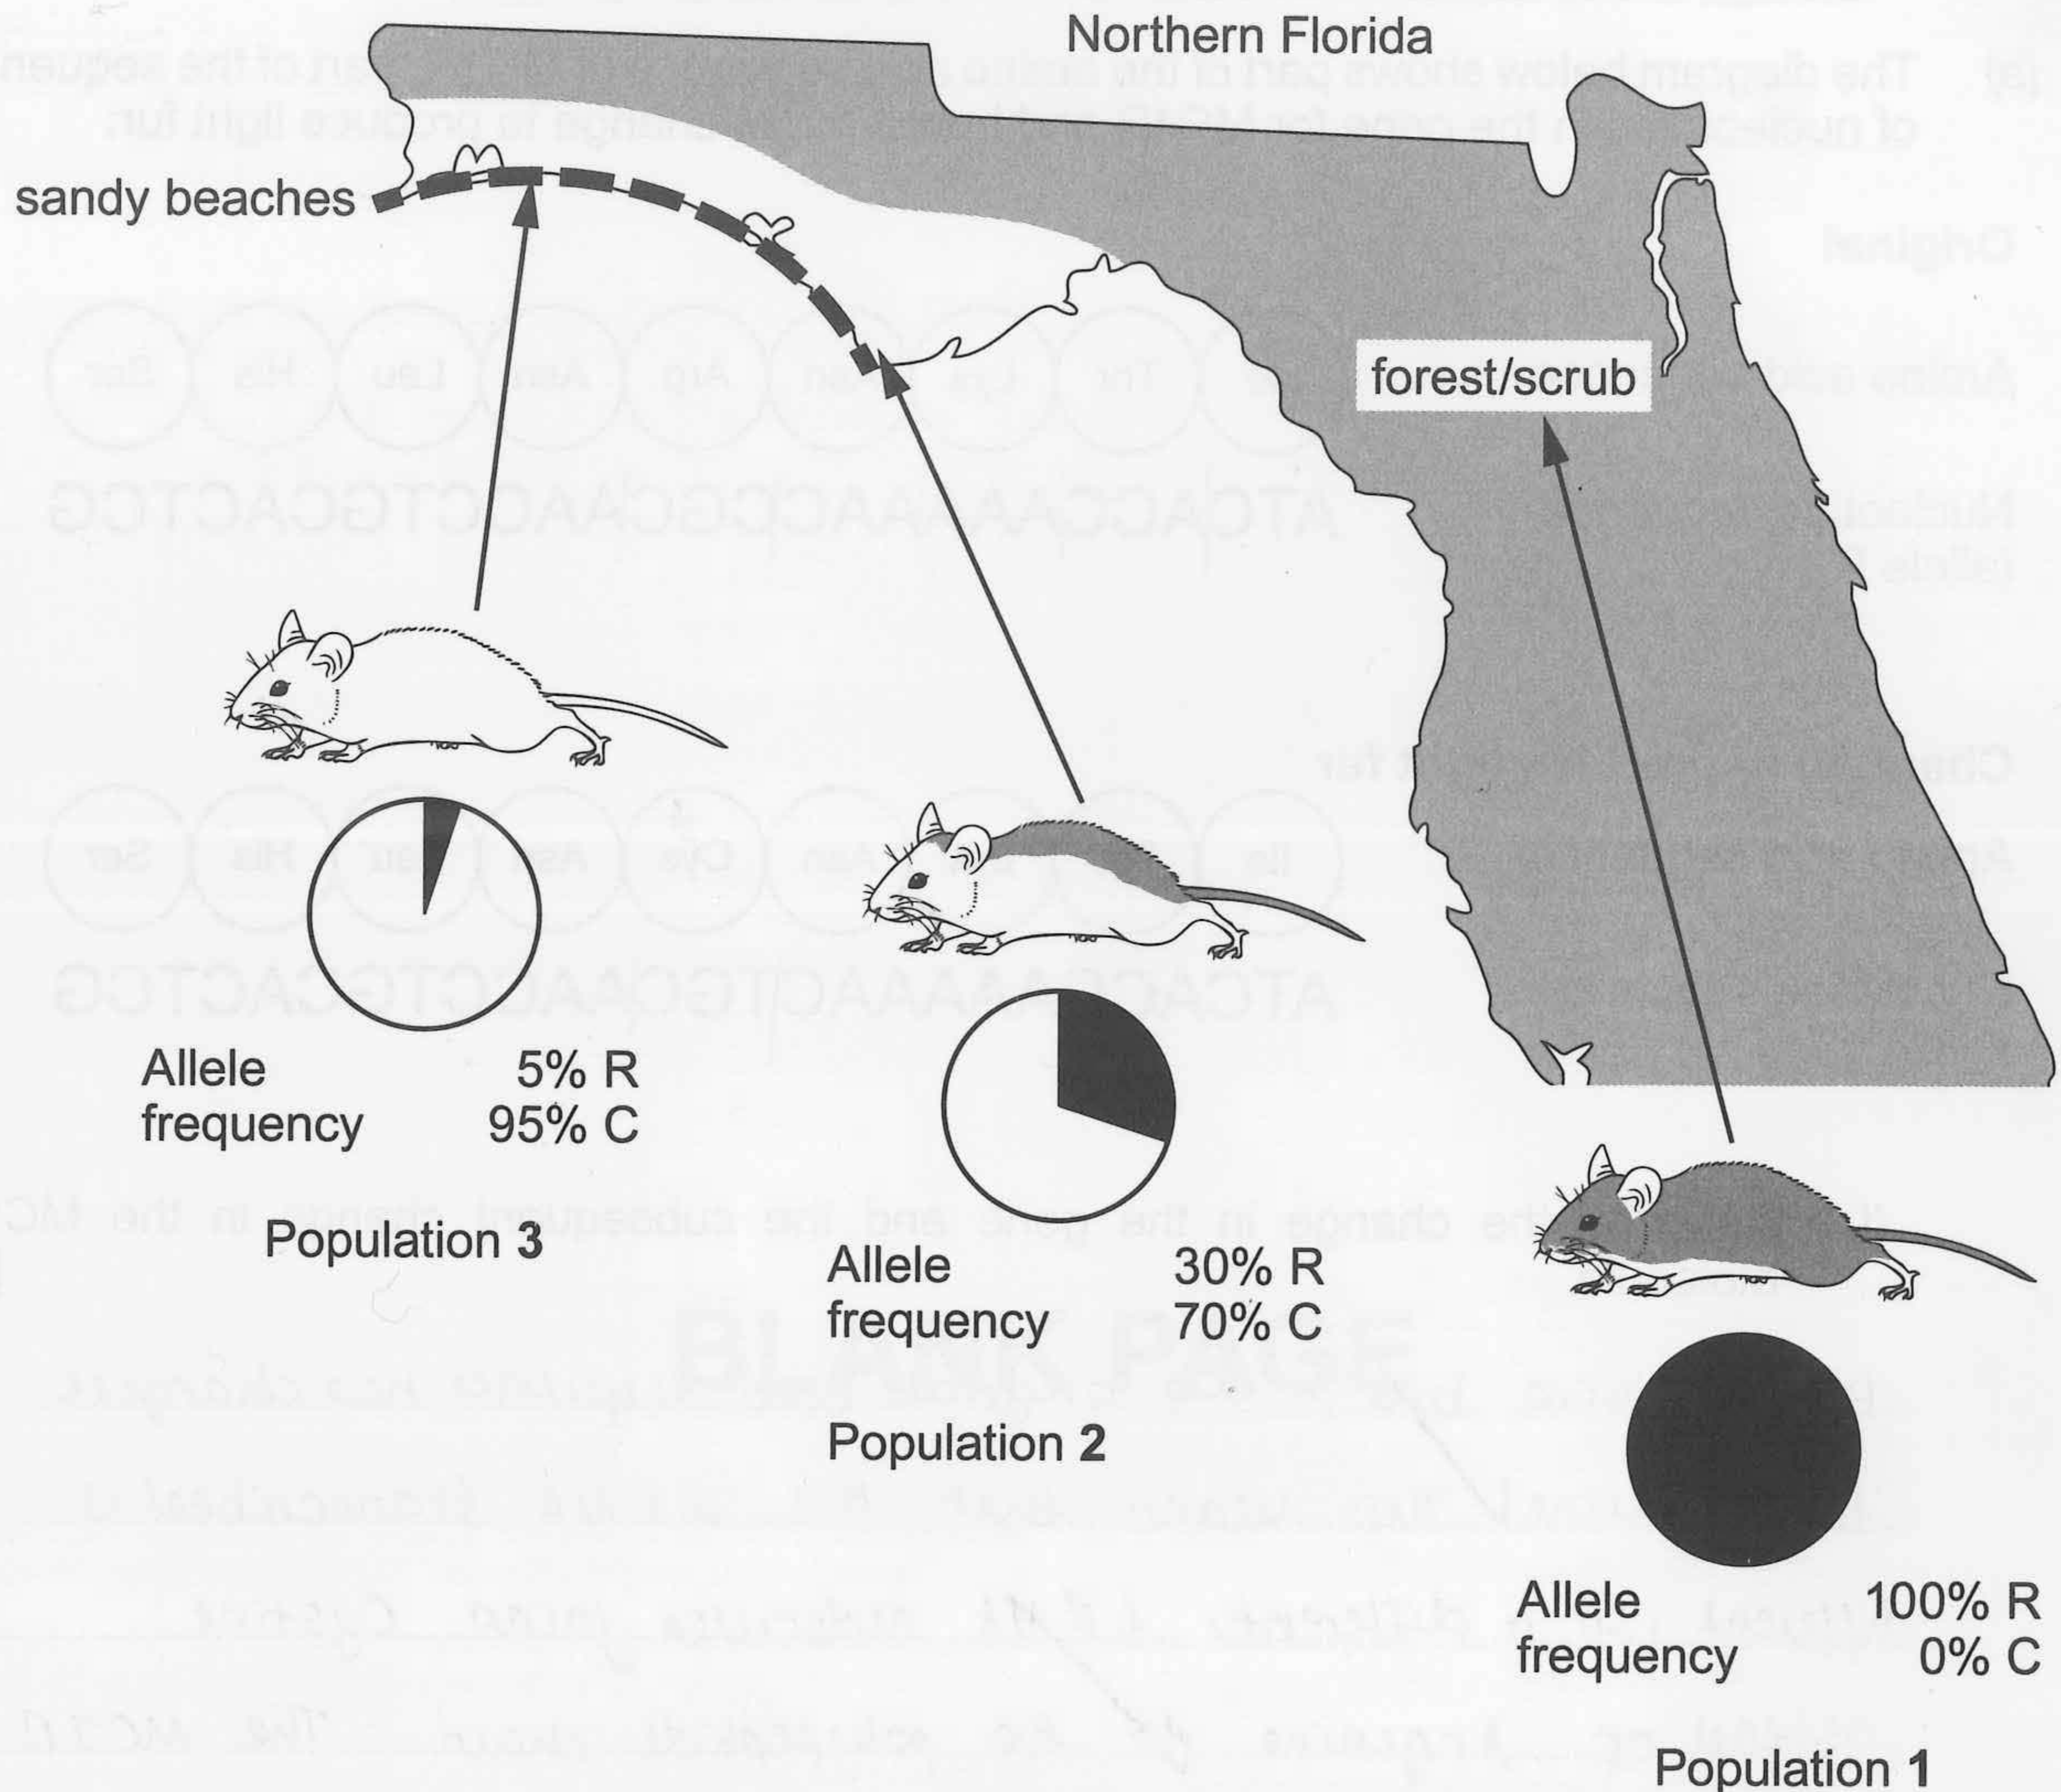 Northern Florida
sandy beaches
forest/scrub
Allele 5% R
frequency 95% C
Population 3
Allele 30% R
frequency 70% C
Population 2
Allele 100% R
frequency 0% C
Population 1